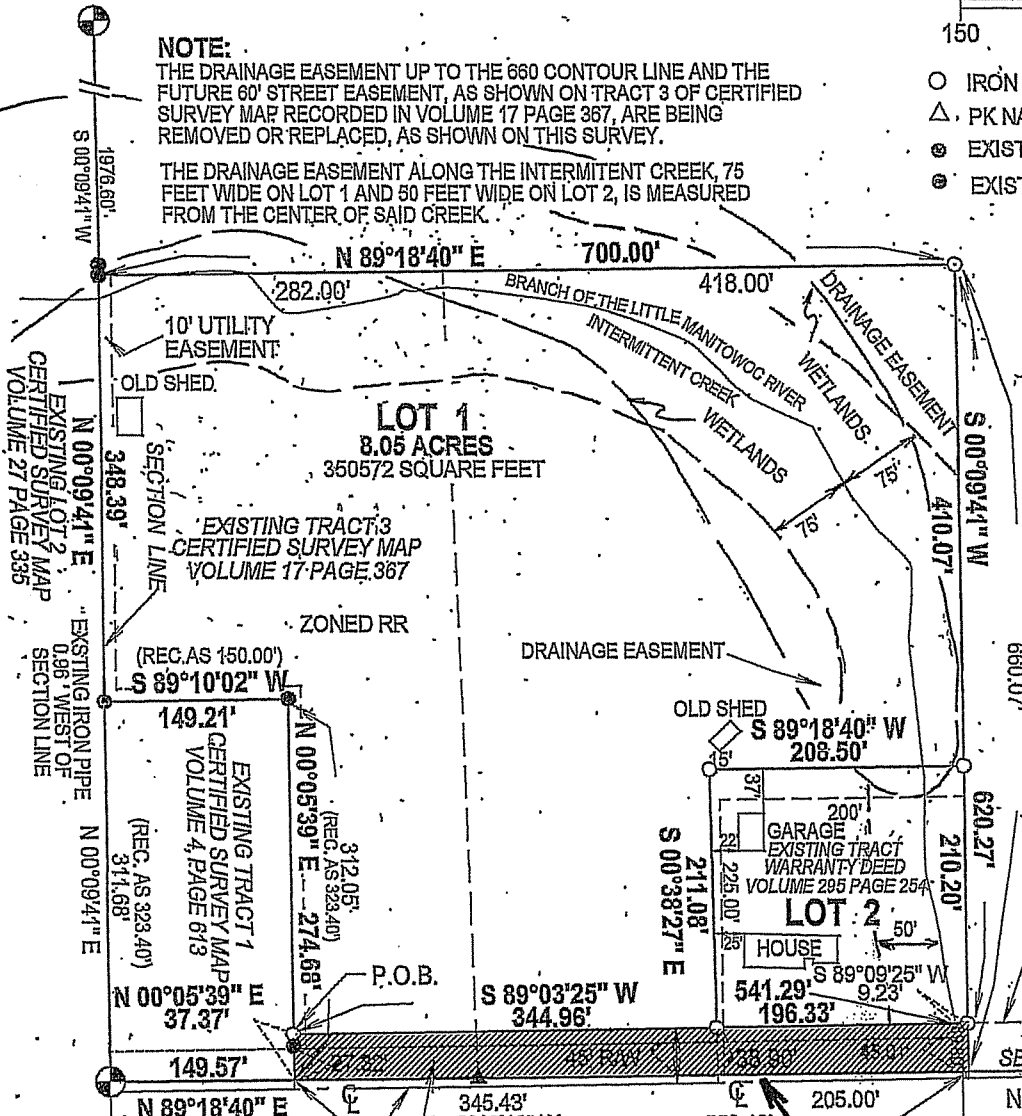 150
NOTE:
THE DRAINAGE EASEMENT UP TO THE 660 CONTOUR LINE AND THE
FUTURE 60' STREET EASEMENT, AS SHOWN ON TRACT 3 OF CERTIFIED
SURVEY MAP RECORDED IN VOLUME 17 PAGE 367, ARE BEING
REMOVED OR REPLACED, AS SHOWN ON THIS SURVEY.
THE DRAINAGE EASEMENT ALONG THE INTERMITENT CREEK, 75
FEET WIDE ON LOT 1 AND 50 FEET WIDE ON LOT 2, IS MEASURED
FROM THE CENTER OF SAID CREEK.
IRON
PK NA
EXIST
EXIST
1976.60'
S 00°09'41" W
N 89°18'40" E
700.00'
282.00'
418.00'
BRANCH OF THE LITTLE MANITOWOC RIVER
INTERMITTENT CREEK
DRAINAGE EASEMENT
WETLANDS
WETLANDS
10' UTILITY
EASEMENT
OLD SHED
LOT 1
8.05 ACRES
350572 SQUARE FEET
75'
75'
S 00°09'41" W
410.07'
EXISTING LOT 2
CERTIFIED SURVEY MAP
VOLUME 27 PAGE 335
N 00°09'41" E
348.39'
SECTION LINE
EXISTING TRACT 3
CERTIFIED SURVEY MAP
VOLUME 17 PAGE 367
ZONED RR
DRAINAGE EASEMENT
660.07'
EXSTING IRON PIPE
0.96' WEST OF
SECTION LINE
(REC. AS 150.00')
S 89°10'02" W
149.21'
OLD SHED
S 89°18'40" W
208.50'
15'
37'
EXISTING TRACT 1
CERTIFIED SURVEY MAP
VOLUME 4, PAGE 613
N 00°05'39" E
274.68'
312.05'
(REC. AS 323.40')
N 00°09'41" E
311.68'
(REC. AS 323.40')
S 00°38'27" E
211.08'
22'
225.00'
25'
200'
GARAGE
EXISTING TRACT
WARRANTY DEED
VOLUME 295 PAGE 254
LOT 2
HOUSE
50'
620.27'
210.20'
S 89°09'25" W
9.23'
541.29'
196.33'
P.O.B.
N 00°05'39" E
37.37'
S 89°03'25" W
344.96'
45' R/W
149.57'
N 89°18'40" E
345.43'
205.00'
SE
N